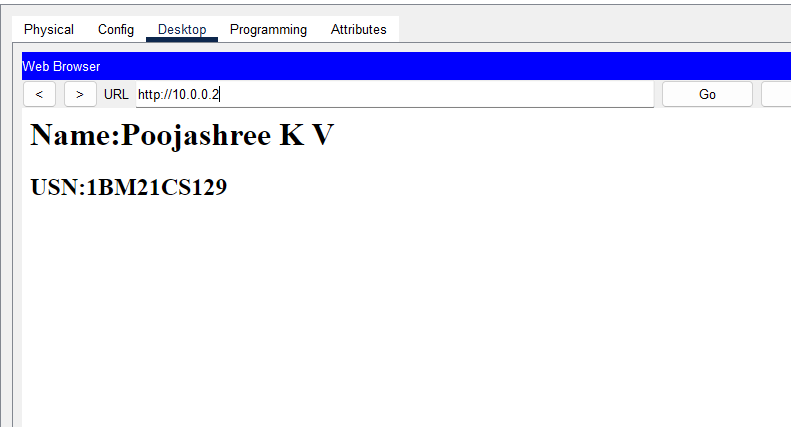 Physical Config Desktop Programming Attributes
Web Browser
< > URL http://10.0.0.2 Go
Name:Poojashree K V
USN:1BM21CS129